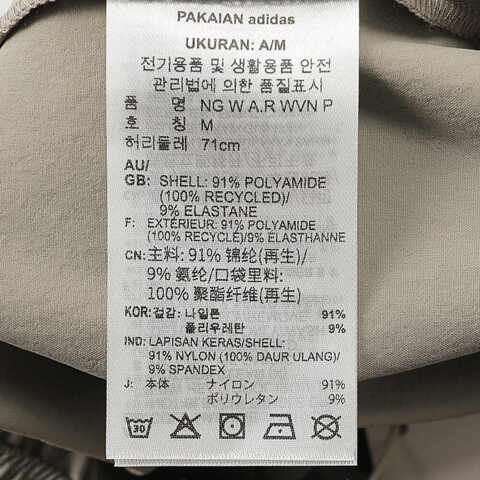 PAKAIAN adidas
UKURAN: A/M
전기용품 및 생활용품 안전
관리법에 의한 품질표시
품 명 NG W A.R WVN P
호 칭 M
허리둘레 71cm
AU/
GB: SHELL: 91% POLYAMIDE
(100% RECYCLED)/
9% ELASTANE
F: EXTÉRIEUR: 91% POLYAMIDE
(100% RECYCLÉ)/9% ÉLASTHANNE
CN: 主料: 91% 锦纶(再生)/
9% 氨纶/口袋里料:
100% 聚酯纤维(再生)
KOR: 겉감: 나일론 91%
폴리우레탄 9%
IND: LAPISAN KERAS/SHELL:
91% NYLON (100% DAUR ULANG)/
9% SPANDEX
J: 本体 ナイロン 91%
ポリウレタン 9%
30